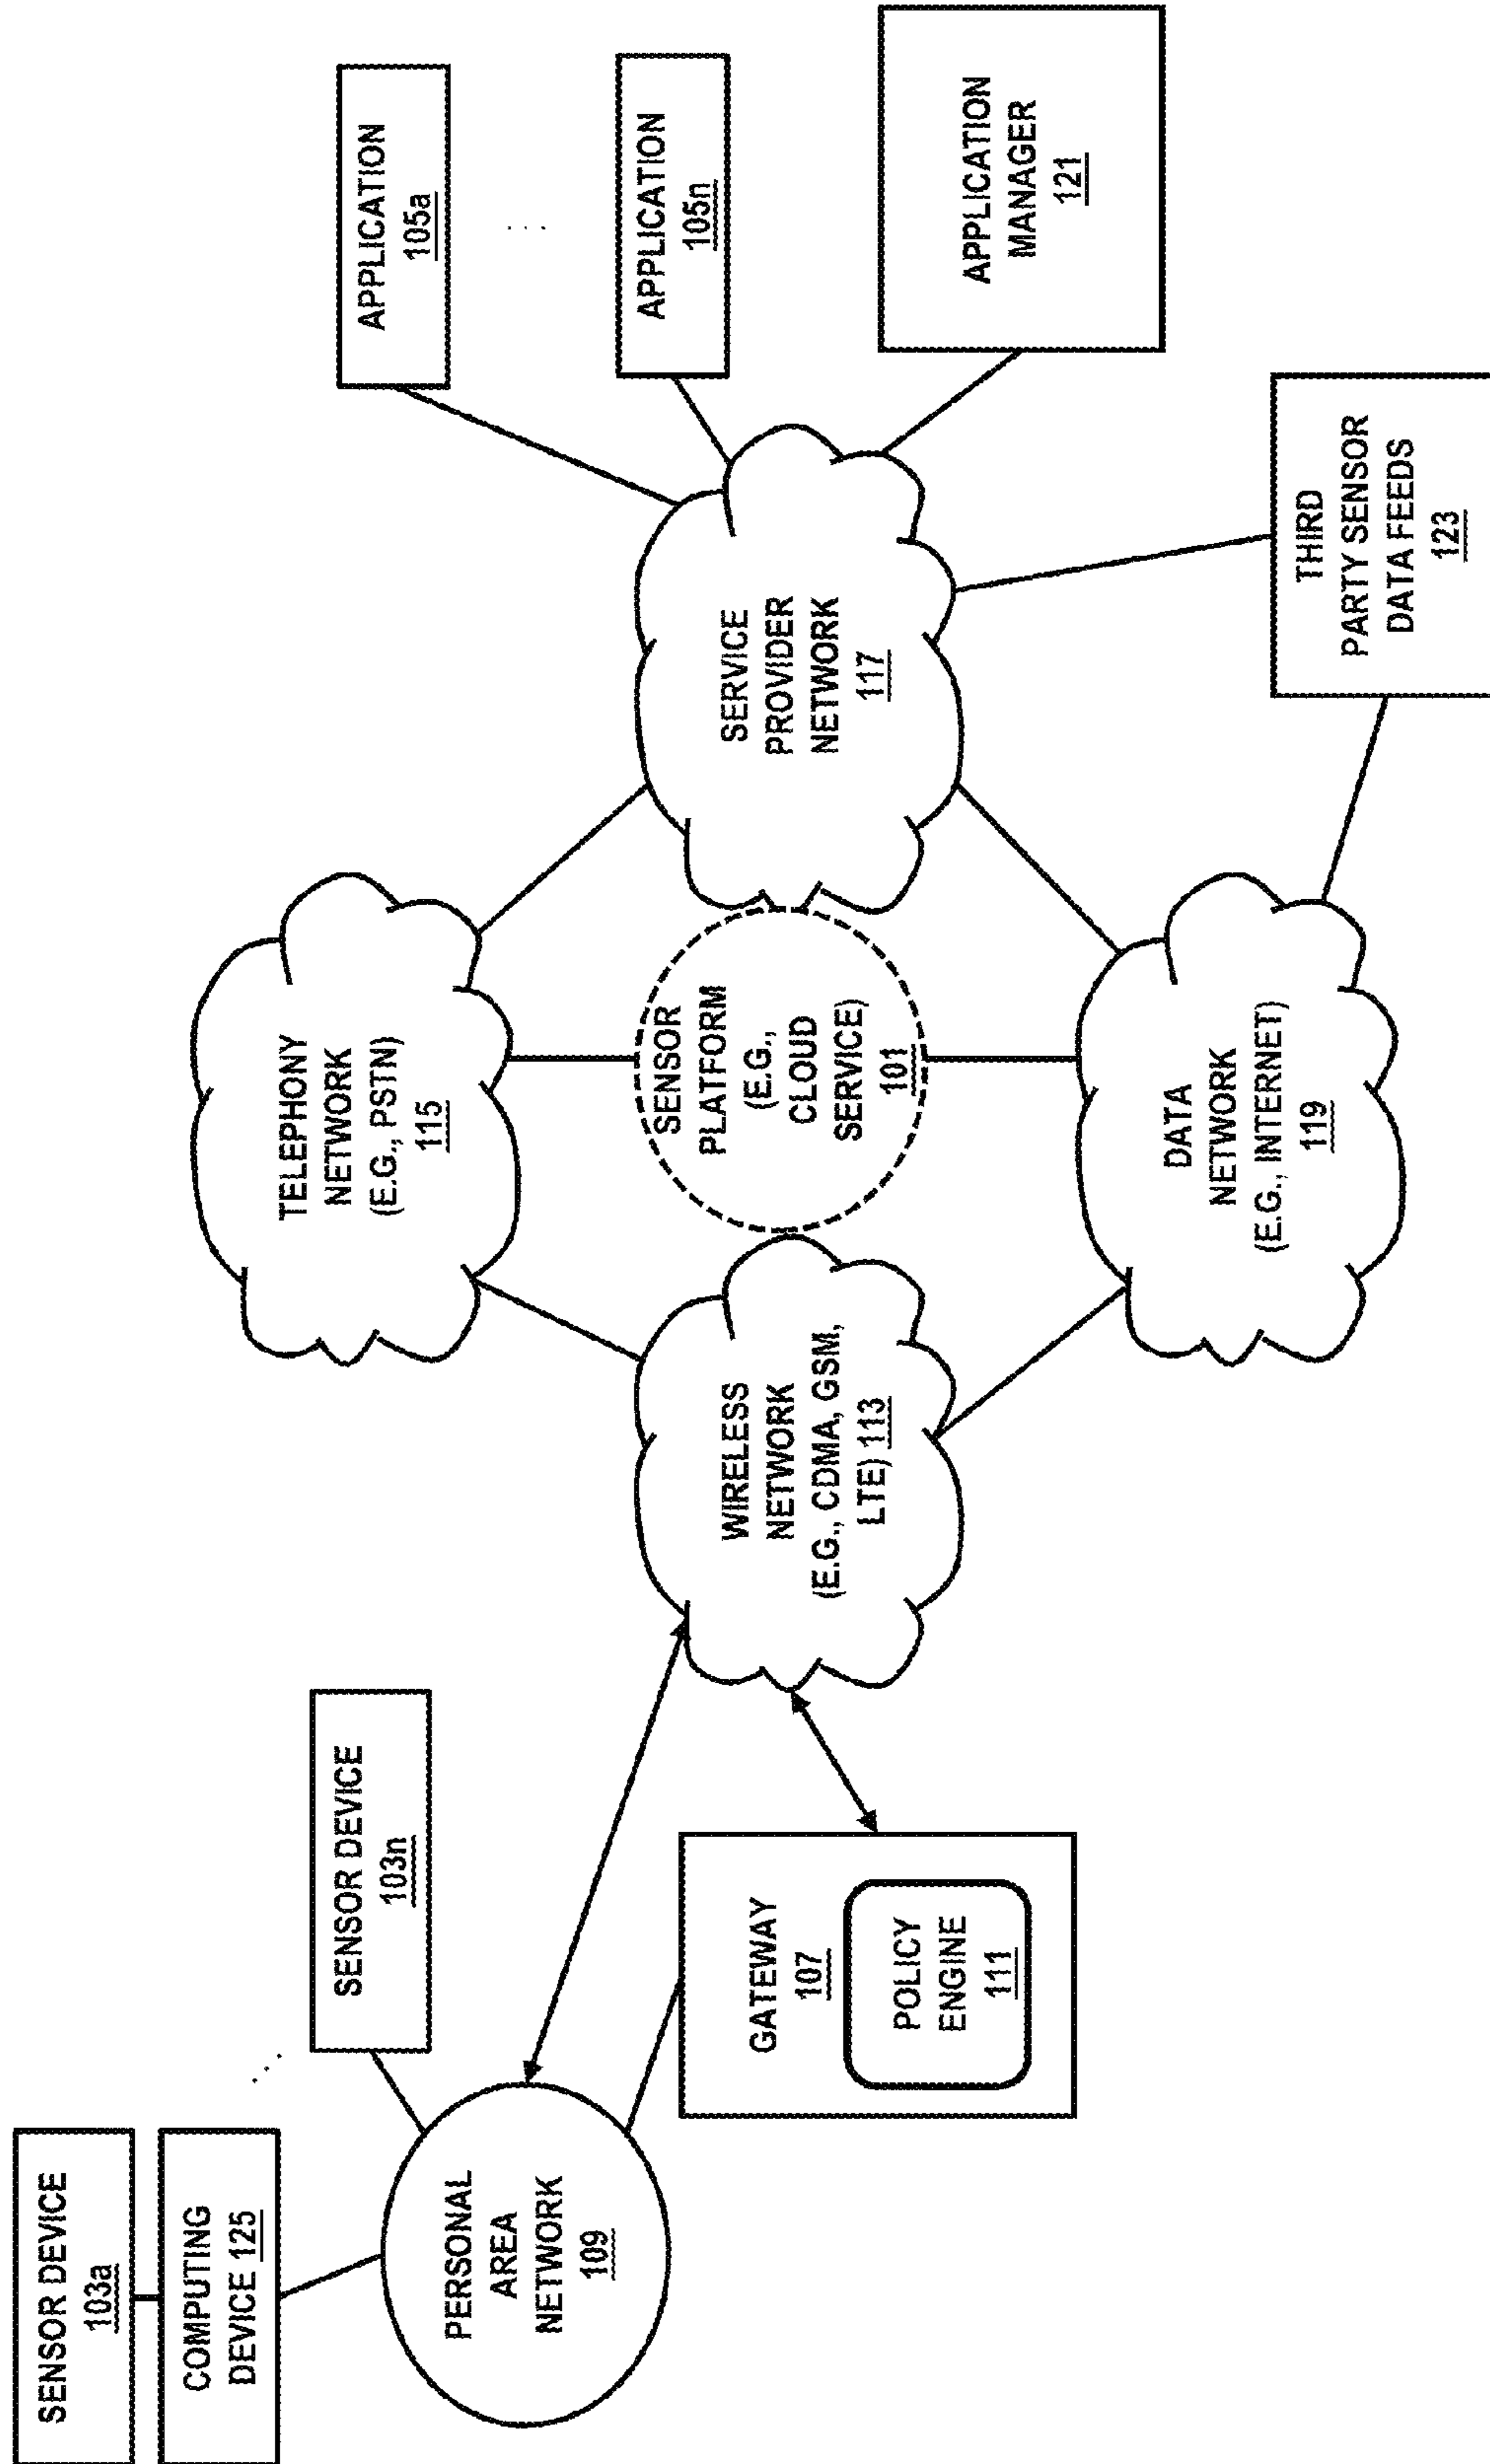 SENSOR DEVICE
103a
COMPUTING
DEVICE 125
SENSOR DEVICE
103n
PERSONAL
AREA
NETWORK
109
GATEWAY
107
POLICY
ENGINE
111
WIRELESS
NETWORK
(E.G., CDMA, GSM,
LTE) 113
TELEPHONY
NETWORK
(E.G., PSTN)
115
SENSOR
PLATFORM
(E.G.,
CLOUD
SERVICE)
101
DATA
NETWORK
(E.G., INTERNET)
119
SERVICE
PROVIDER
NETWORK
117
APPLICATION
105a
. . .
APPLICATION
105n
APPLICATION
MANAGER
121
THIRD
PARTY SENSOR
DATA FEEDS
123